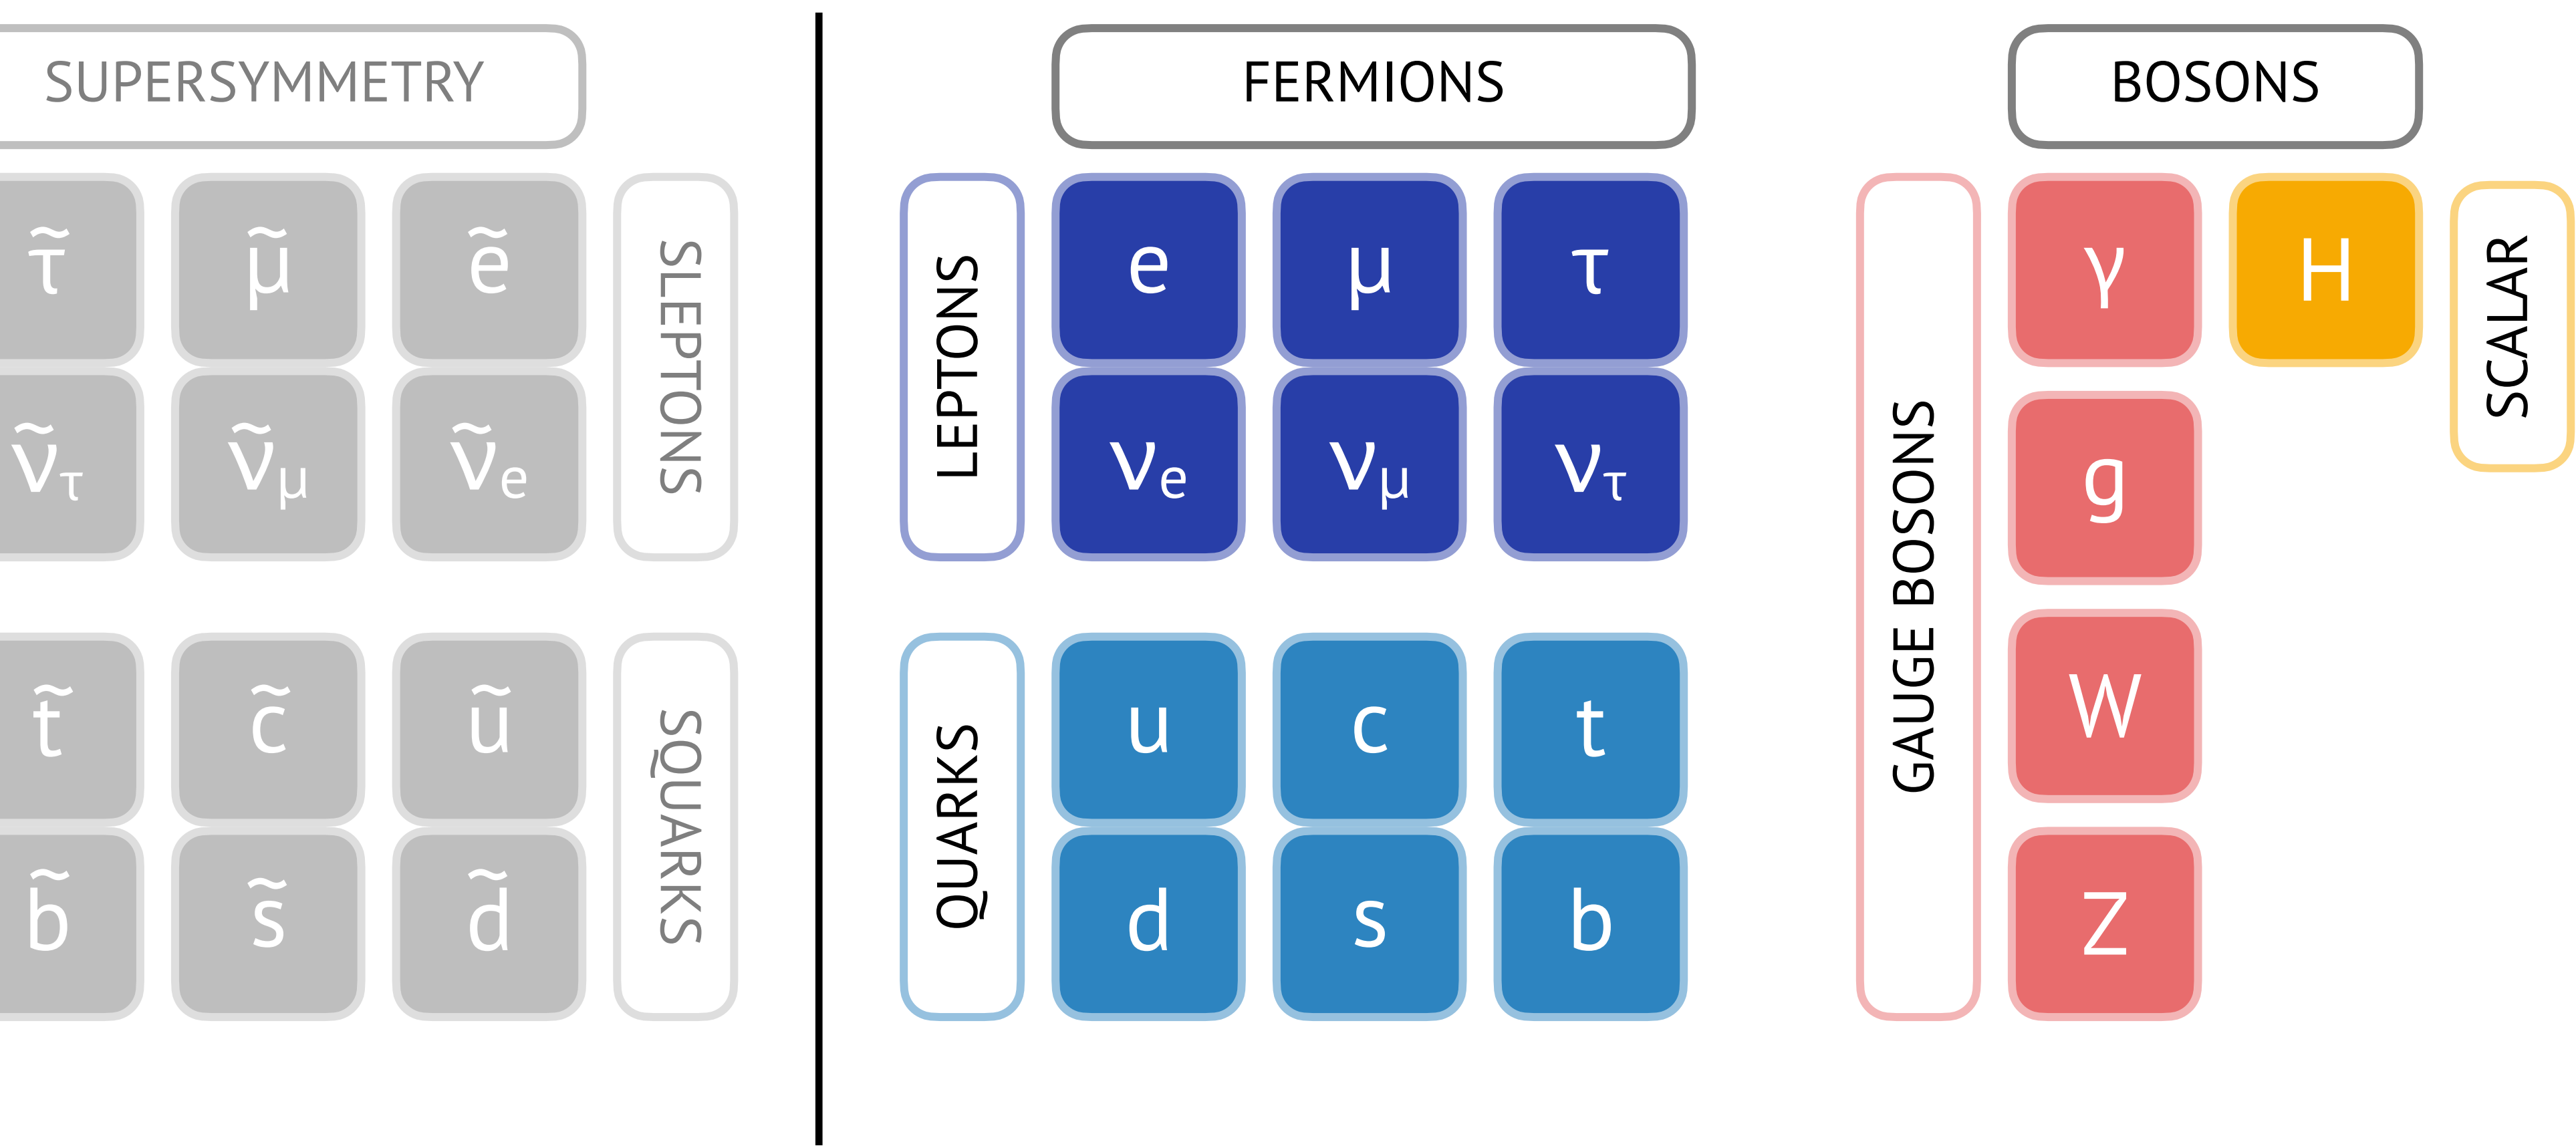 SUPERSYMMETRY
τ̃ μ̃ ẽ
ν̃τ ν̃μ ν̃e
SLEPTONS
t̃ c̃ ũ
b̃ s̃ d̃
SQUARKS
FERMIONS
LEPTONS
e μ τ
νe νμ ντ
QUARKS
u c t
d s b
BOSONS
GAUGE BOSONS
γ
g
W
Z
H
SCALAR